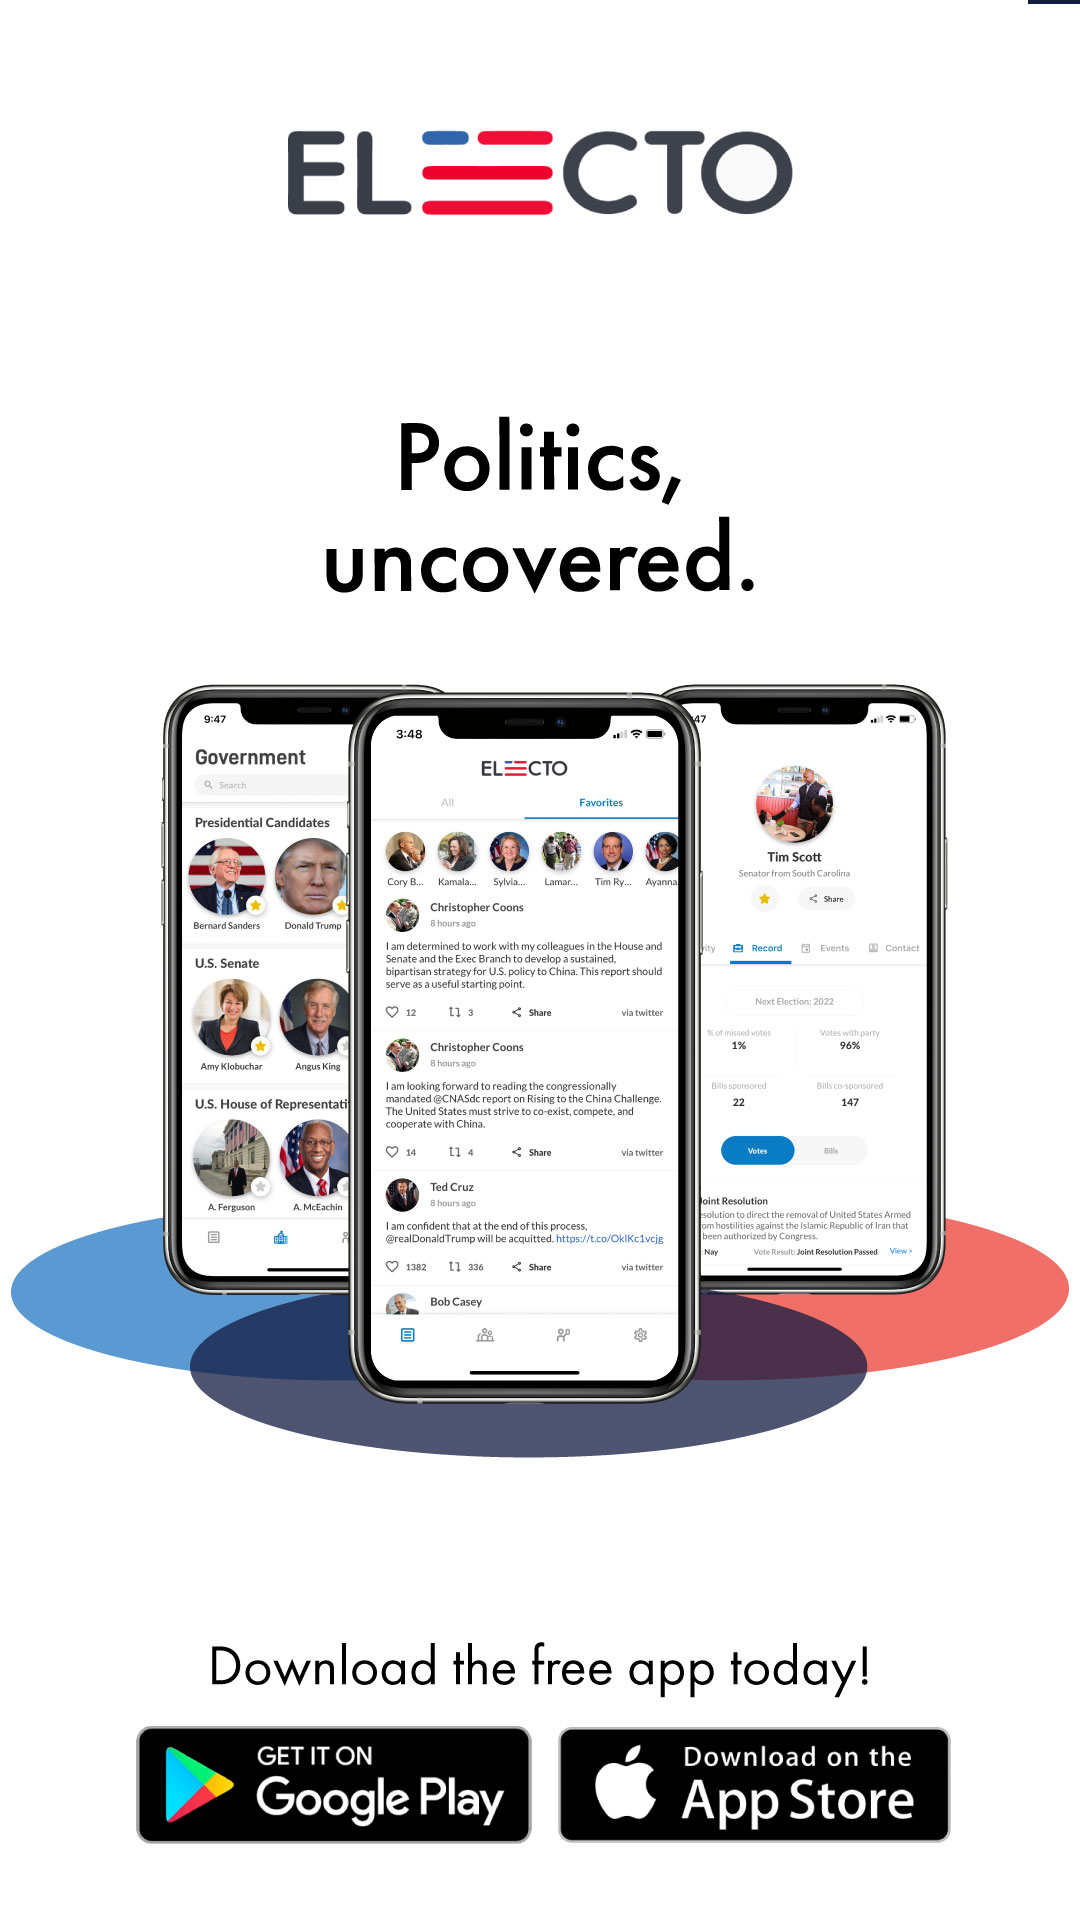 ELECTO
Politics,
uncovered.
9:47
Government
Search
Presidential Candidates
Bernard Sanders
Donald Trump
U.S. Senate
Amy Klobuchar
Angus King
U.S. House of Representati
A. Ferguson
A. McEachin
3:48
ELECTO
All
Favorites
Cory B...
Kamala...
Sylvia...
Lamar...
Tim Ry...
Ayanna
Christopher Coons
8 hours ago
I am determined to work with my colleagues in the House and
Senate and the Exec Branch to develop a sustained,
bipartisan strategy for U.S. policy to China. This report should
serve as a useful starting point.
12
3
Share
via twitter
Christopher Coons
8 hours ago
I am looking forward to reading the congressionally
mandated @CNASdc report on Rising to the China Challenge.
The United States must strive to co-exist, compete, and
cooperate with China.
14
4
Share
via twitter
Ted Cruz
8 hours ago
I am confident that at the end of this process,
@realDonaldTrump will be acquitted. https://t.co/OklKc1vcjg
1382
336
Share
via twitter
Bob Casey
47
Tim Scott
Senator from South Carolina
Share
vity
Record
Events
Contact
Next Election: 2022
% of missed votes
1%
Votes with party
96%
Bills sponsored
22
Bills co-sponsored
147
Votes
Bills
Joint Resolution
esolution to direct the removal of United States Armed
om hostilities against the Islamic Republic of Iran that
been authorized by Congress.
: Nay
Vote Result: Joint Resolution Passed
View >
Download the free app today!
GET IT ON
Google Play
Download on the
App Store